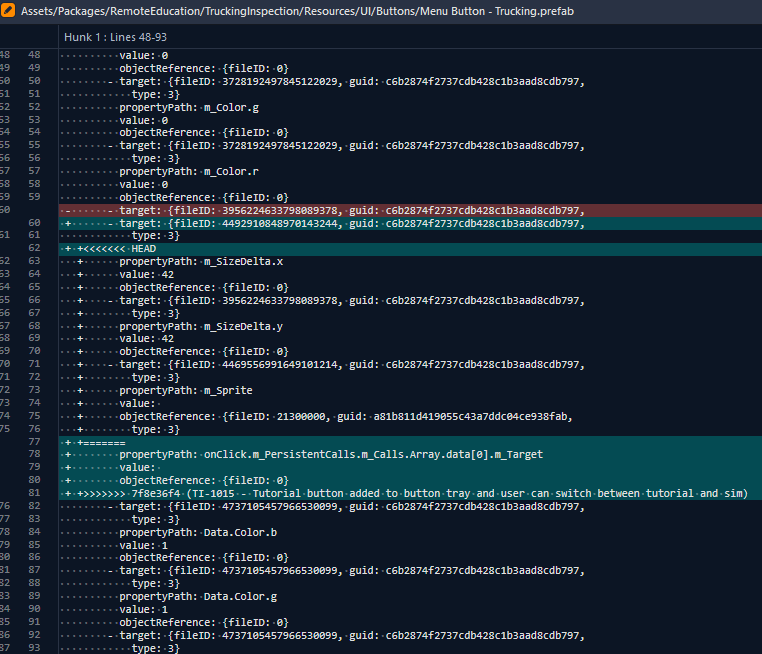 Assets/Packages/RemoteEducation/TruckingInspection/Resources/UI/Buttons/Menu Button - Trucking.prefab
Hunk 1 : Lines 48-93
48 48 value: 0
49 49 objectReference: {fileID: 0}
50 50 - target: {fileID: 3728192497845122029, guid: c6b2874f2737cdb428c1b3aad8cdb797,
51 51 type: 3}
52 52 propertyPath: m_Color.g
53 53 value: 0
54 54 objectReference: {fileID: 0}
55 55 - target: {fileID: 3728192497845122029, guid: c6b2874f2737cdb428c1b3aad8cdb797,
56 56 type: 3}
57 57 propertyPath: m_Color.r
58 58 value: 0
59 59 objectReference: {fileID: 0}
60 - - target: {fileID: 3956224633798089378, guid: c6b2874f2737cdb428c1b3aad8cdb797,
60 + - target: {fileID: 4492910848970143244, guid: c6b2874f2737cdb428c1b3aad8cdb797,
61 61 type: 3}
62 + +<<<<<<< HEAD
62 63 + propertyPath: m_SizeDelta.x
63 64 + value: 42
64 65 + objectReference: {fileID: 0}
65 66 + - target: {fileID: 3956224633798089378, guid: c6b2874f2737cdb428c1b3aad8cdb797,
66 67 + type: 3}
67 68 + propertyPath: m_SizeDelta.y
68 69 + value: 42
69 70 + objectReference: {fileID: 0}
70 71 + - target: {fileID: 4469556991649101214, guid: c6b2874f2737cdb428c1b3aad8cdb797,
71 72 + type: 3}
72 73 + propertyPath: m_Sprite
73 74 + value:
74 75 + objectReference: {fileID: 21300000, guid: a81b811d419055c43a7ddc04ce938fab,
75 76 + type: 3}
77 + +=======
78 + propertyPath: onClick.m_PersistentCalls.m_Calls.Array.data[0].m_Target
79 + value:
80 + objectReference: {fileID: 0}
81 + +>>>>>>> 7f8e36f4 (TI-1015 - Tutorial button added to button tray and user can switch between tutorial and sim)
76 82 - target: {fileID: 4737105457966530099, guid: c6b2874f2737cdb428c1b3aad8cdb797,
77 83 type: 3}
78 84 propertyPath: Data.Color.b
79 85 value: 1
80 86 objectReference: {fileID: 0}
81 87 - target: {fileID: 4737105457966530099, guid: c6b2874f2737cdb428c1b3aad8cdb797,
82 88 type: 3}
83 89 propertyPath: Data.Color.g
84 90 value: 1
85 91 objectReference: {fileID: 0}
86 92 - target: {fileID: 4737105457966530099, guid: c6b2874f2737cdb428c1b3aad8cdb797,
87 93 type: 3}